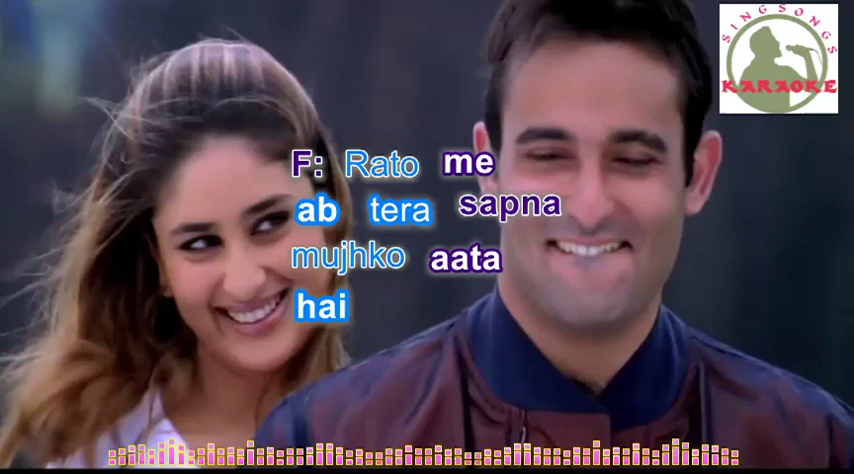 SINGSONGS
KARAOKE
F: Rato me
ab tera sapna
mujhko aata
hai